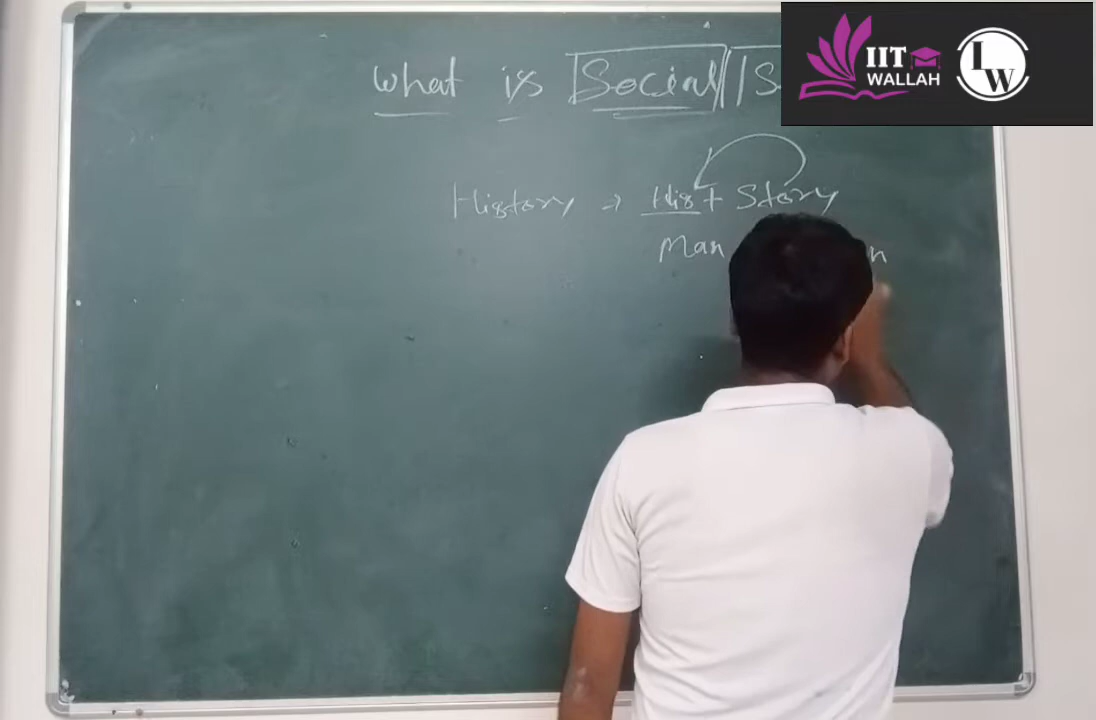 what is Social S
IIT
WALLAH
LW
History → His + Story
Man